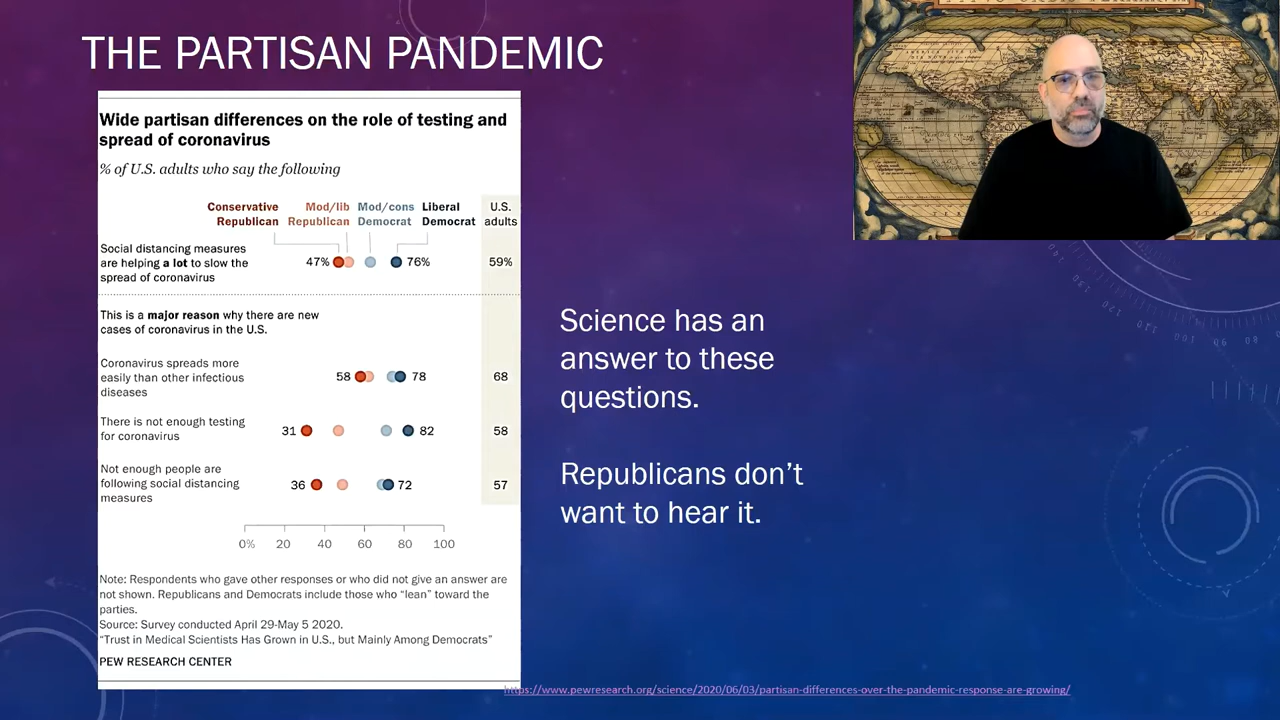 THE PARTISAN PANDEMIC
Wide partisan differences on the role of testing and
spread of coronavirus
% of U.S. adults who say the following
Conservative Mod/lib Mod/cons Liberal U.S.
Republican Republican Democrat Democrat adults
Social distancing measures
are helping a lot to slow the 47% 76% 59%
spread of coronavirus
This is a major reason why there are new
cases of coronavirus in the U.S.
Coronavirus spreads more
easily than other infectious 58 78 68
diseases
There is not enough testing 31 82 58
for coronavirus
Not enough people are
following social distancing 36 72 57
measures
0% 20 40 60 80 100
Note: Respondents who gave other responses or who did not give an answer are
not shown. Republicans and Democrats include those who “lean” toward the
parties.
Source: Survey conducted April 29-May 5 2020.
“Trust in Medical Scientists Has Grown in U.S., but Mainly Among Democrats”
PEW RESEARCH CENTER
Science has an
answer to these
questions.
Republicans don’t
want to hear it.
https://www.pewresearch.org/science/2020/06/03/partisan-differences-over-the-pandemic-response-are-growing/
120 110 100 90 80